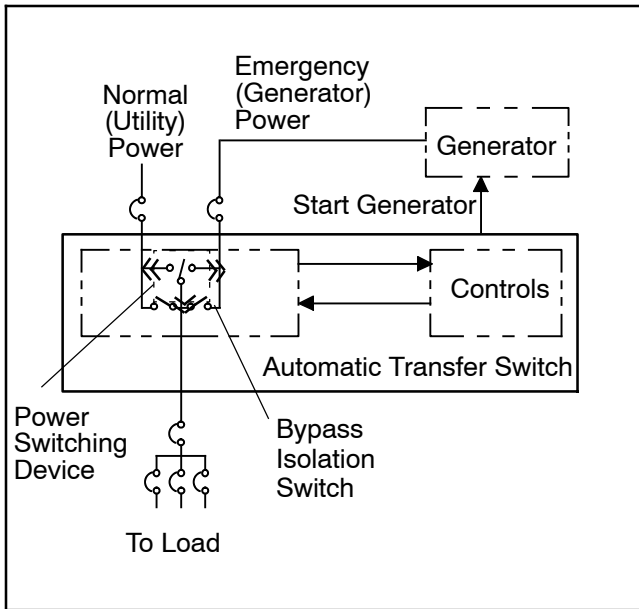 Normal
(Utility)
Power
Emergency
(Generator)
Power
Generator
Start Generator
Controls
Automatic Transfer Switch
Power
Switching
Device
Bypass
Isolation
Switch
To Load